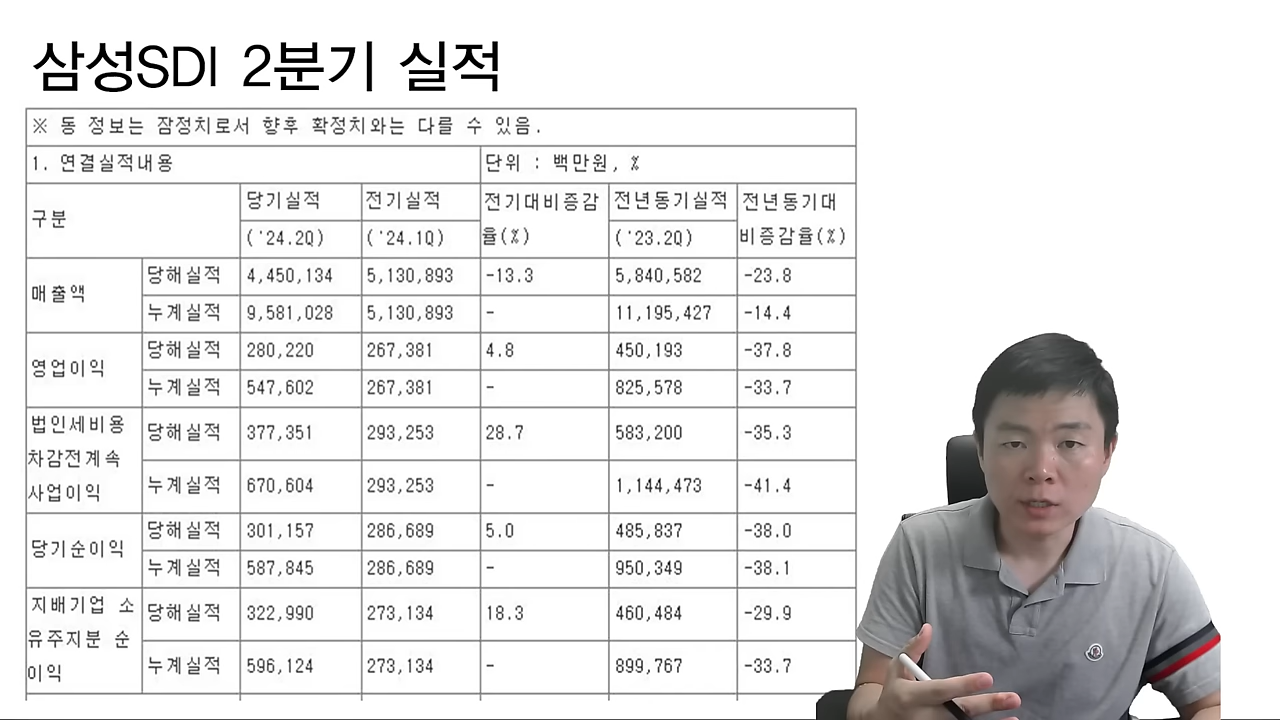 삼성SDI 2분기 실적
※ 동 정보는 잠정치로서 향후 확정치와는 다를 수 있음.
1. 연결실적내용 단위 : 백만원, %
구분 당기실적 전기실적 전기대비증감 전년동기실적 전년동기대
('24.2Q) ('24.1Q) 율(%) ('23.2Q) 비증감율(%)
매출액 당해실적 4,450,134 5,130,893 -13.3 5,840,582 -23.8
누계실적 9,581,028 5,130,893 - 11,195,427 -14.4
영업이익 당해실적 280,220 267,381 4.8 450,193 -37.8
누계실적 547,602 267,381 - 825,578 -33.7
법인세비용
차감전계속
사업이익
당해실적 377,351 293,253 28.7 583,200 -35.3
누계실적 670,604 293,253 - 1,144,473 -41.4
당기순이익 당해실적 301,157 286,689 5.0 485,837 -38.0
누계실적 587,845 286,689 - 950,349 -38.1
지배기업 소
유주지분 순
이익
당해실적 322,990 273,134 18.3 460,484 -29.9
누계실적 596,124 273,134 - 899,767 -33.7